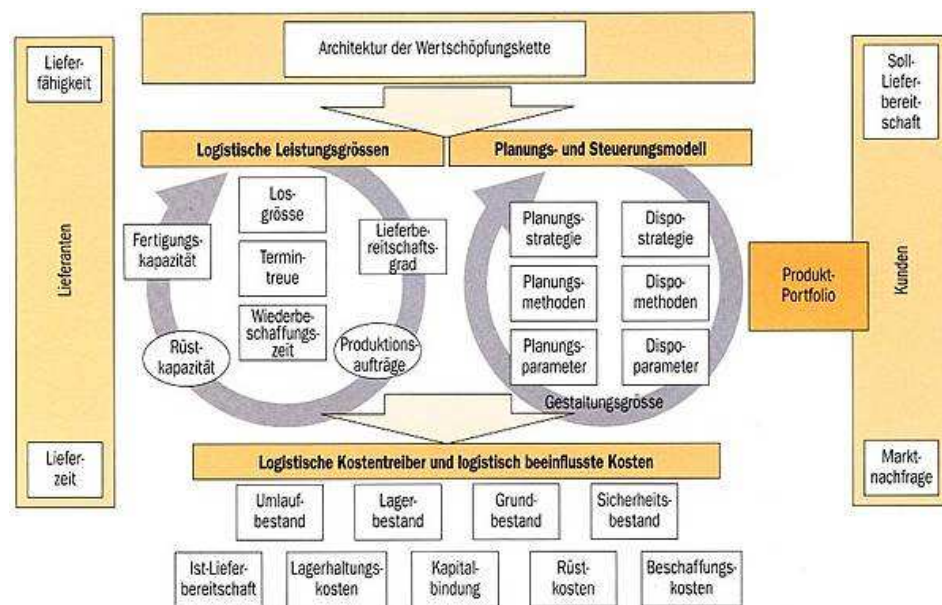 Architektur der Wertschöpfungskette
Liefer-
fähigkeit
Lieferanten
Liefer-
zeit
Logistische Leistungsgrössen
Los-
grösse
Fertigungs-
kapazität
Termin-
treue
Lieferbe-
reitschafts-
grad
Wiederbe-
schaffungs-
zeit
Rüst-
kapazität
Produktions-
aufträge
Planungs- und Steuerungsmodell
Planungs-
strategie
Dispo-
strategie
Planungs-
methoden
Dispo-
methoden
Planungs-
parameter
Dispo-
parameter
Gestaltungsgrösse
Produkt-
Portfolio
Soll-
Liefer-
bereit-
schaft
Kunden
Markt-
nachfrage
Logistische Kostentreiber und logistisch beeinflusste Kosten
Umlauf-
bestand
Lager-
bestand
Grund-
bestand
Sicherheits-
bestand
Ist-Liefer-
bereitschaft
Lagerhaltungs-
kosten
Kapital-
bindung
Rüst-
kosten
Beschaffungs-
kosten